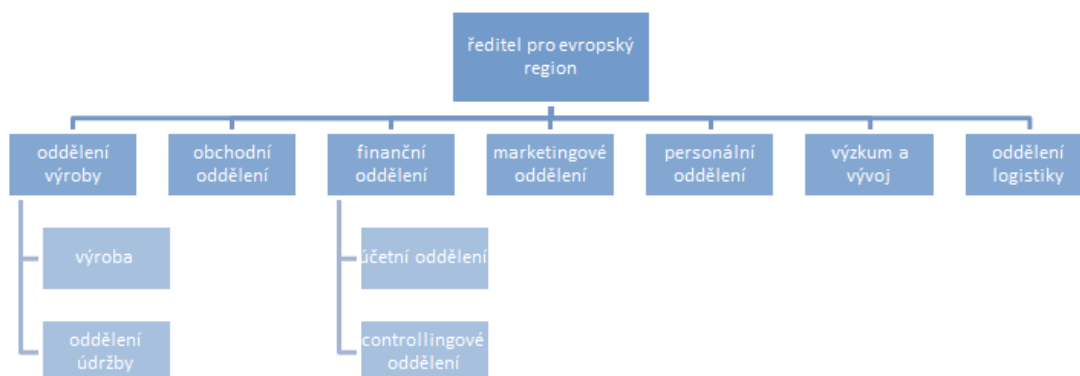 ředitel pro evropský
region
oddělení
výroby
obchodní
oddělení
finanční
oddělení
marketingové
oddělení
personální
oddělení
výzkum a
vývoj
oddělení
logistiky
výroba
účetní oddělení
oddělení
údržby
controllingové
oddělení